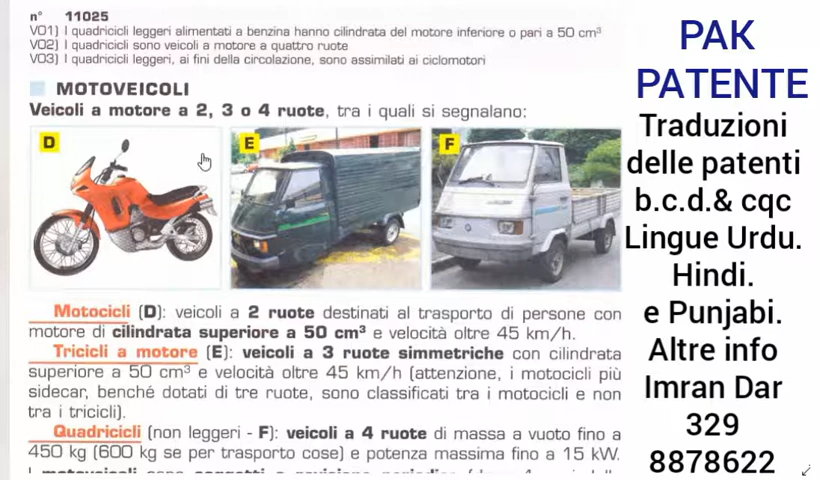 n° 11025
V01) I quadricicli leggeri alimentati a benzina hanno cilindrata del motore inferiore o pari a 50 cm³
V02) I quadricicli sono veicoli a motore a quattro ruote
V03) I quadricicli leggeri, ai fini della circolazione, sono assimilati ai ciclomotori
MOTOVEICOLI
Veicoli a motore a 2, 3 o 4 ruote, tra i quali si segnalano:
D
E
F
Motocicli (D): veicoli a 2 ruote destinati al trasporto di persone con
motore di cilindrata superiore a 50 cm³ e velocità oltre 45 km/h.
Tricicli a motore (E): veicoli a 3 ruote simmetriche con cilindrata
superiore a 50 cm³ e velocità oltre 45 km/h (attenzione, i motocicli più
sidecar, benché dotati di tre ruote, sono classificati tra i motocicli e non
tra i tricicli).
Quadricicli (non leggeri - F): veicoli a 4 ruote di massa a vuoto fino a
450 kg (600 kg se per trasporto cose) e potenza massima fino a 15 kW.
PAK
PATENTE
Traduzioni
delle patenti
b.c.d.& cqc
Lingue Urdu.
Hindi.
e Punjabi.
Altre info
Imran Dar
329
8878622